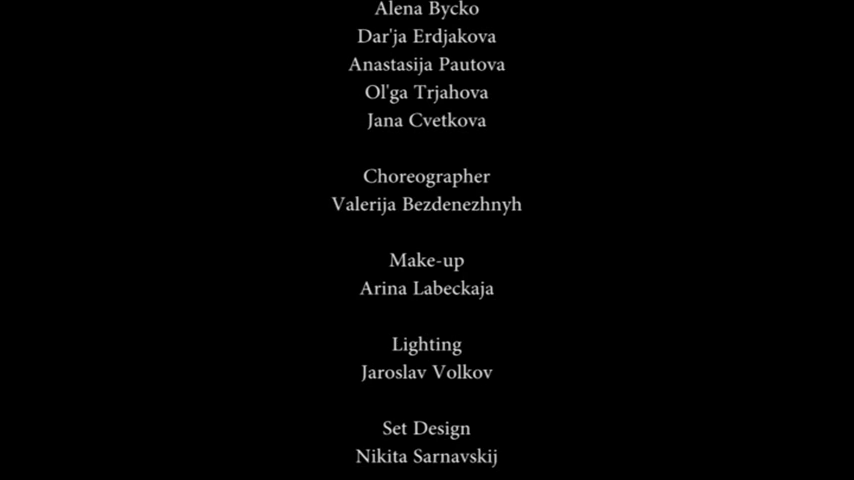 Alena Bycko
Dar'ja Erdjakova
Anastasija Pautova
Ol'ga Trjahova
Jana Cvetkova
Choreographer
Valerija Bezdenezhnyh
Make-up
Arina Labeckaja
Lighting
Jaroslav Volkov
Set Design
Nikita Sarnavskij